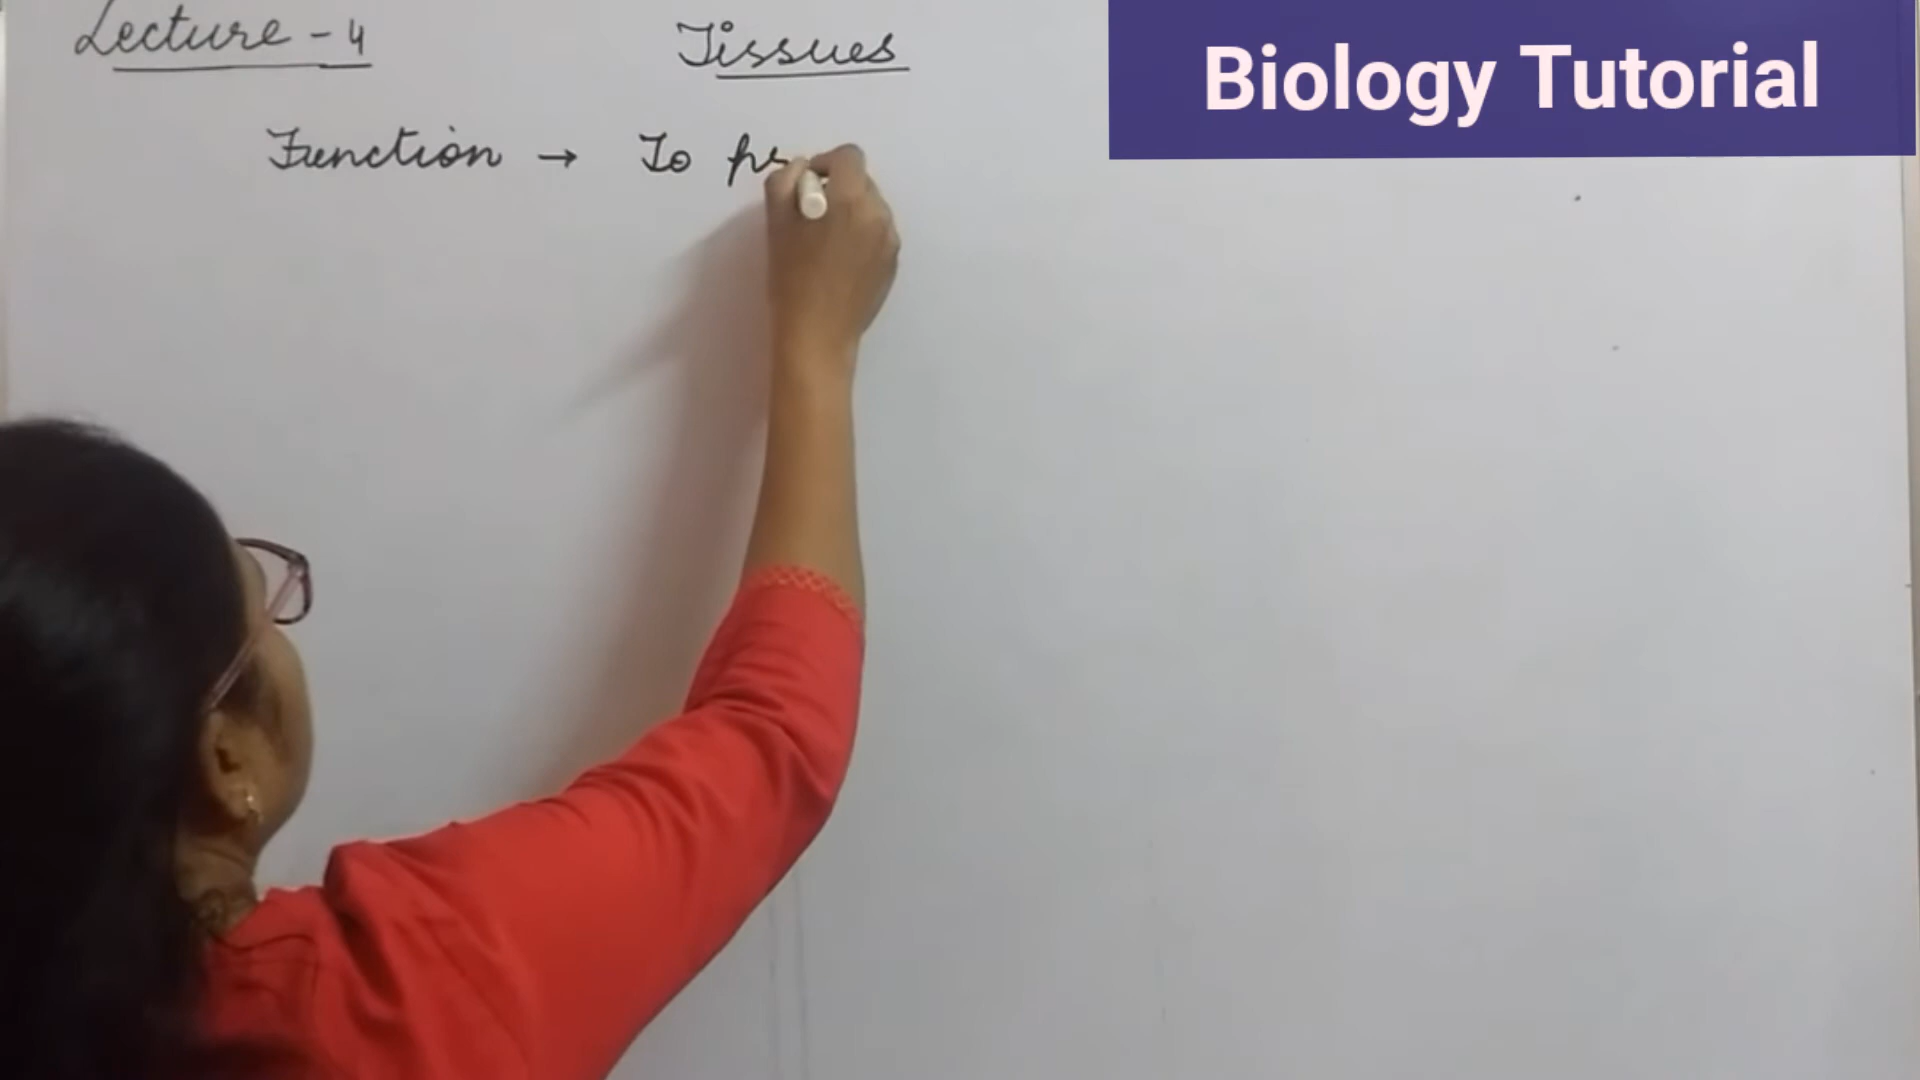 Lecture - 4
Tissues
Biology Tutorial
Function → To